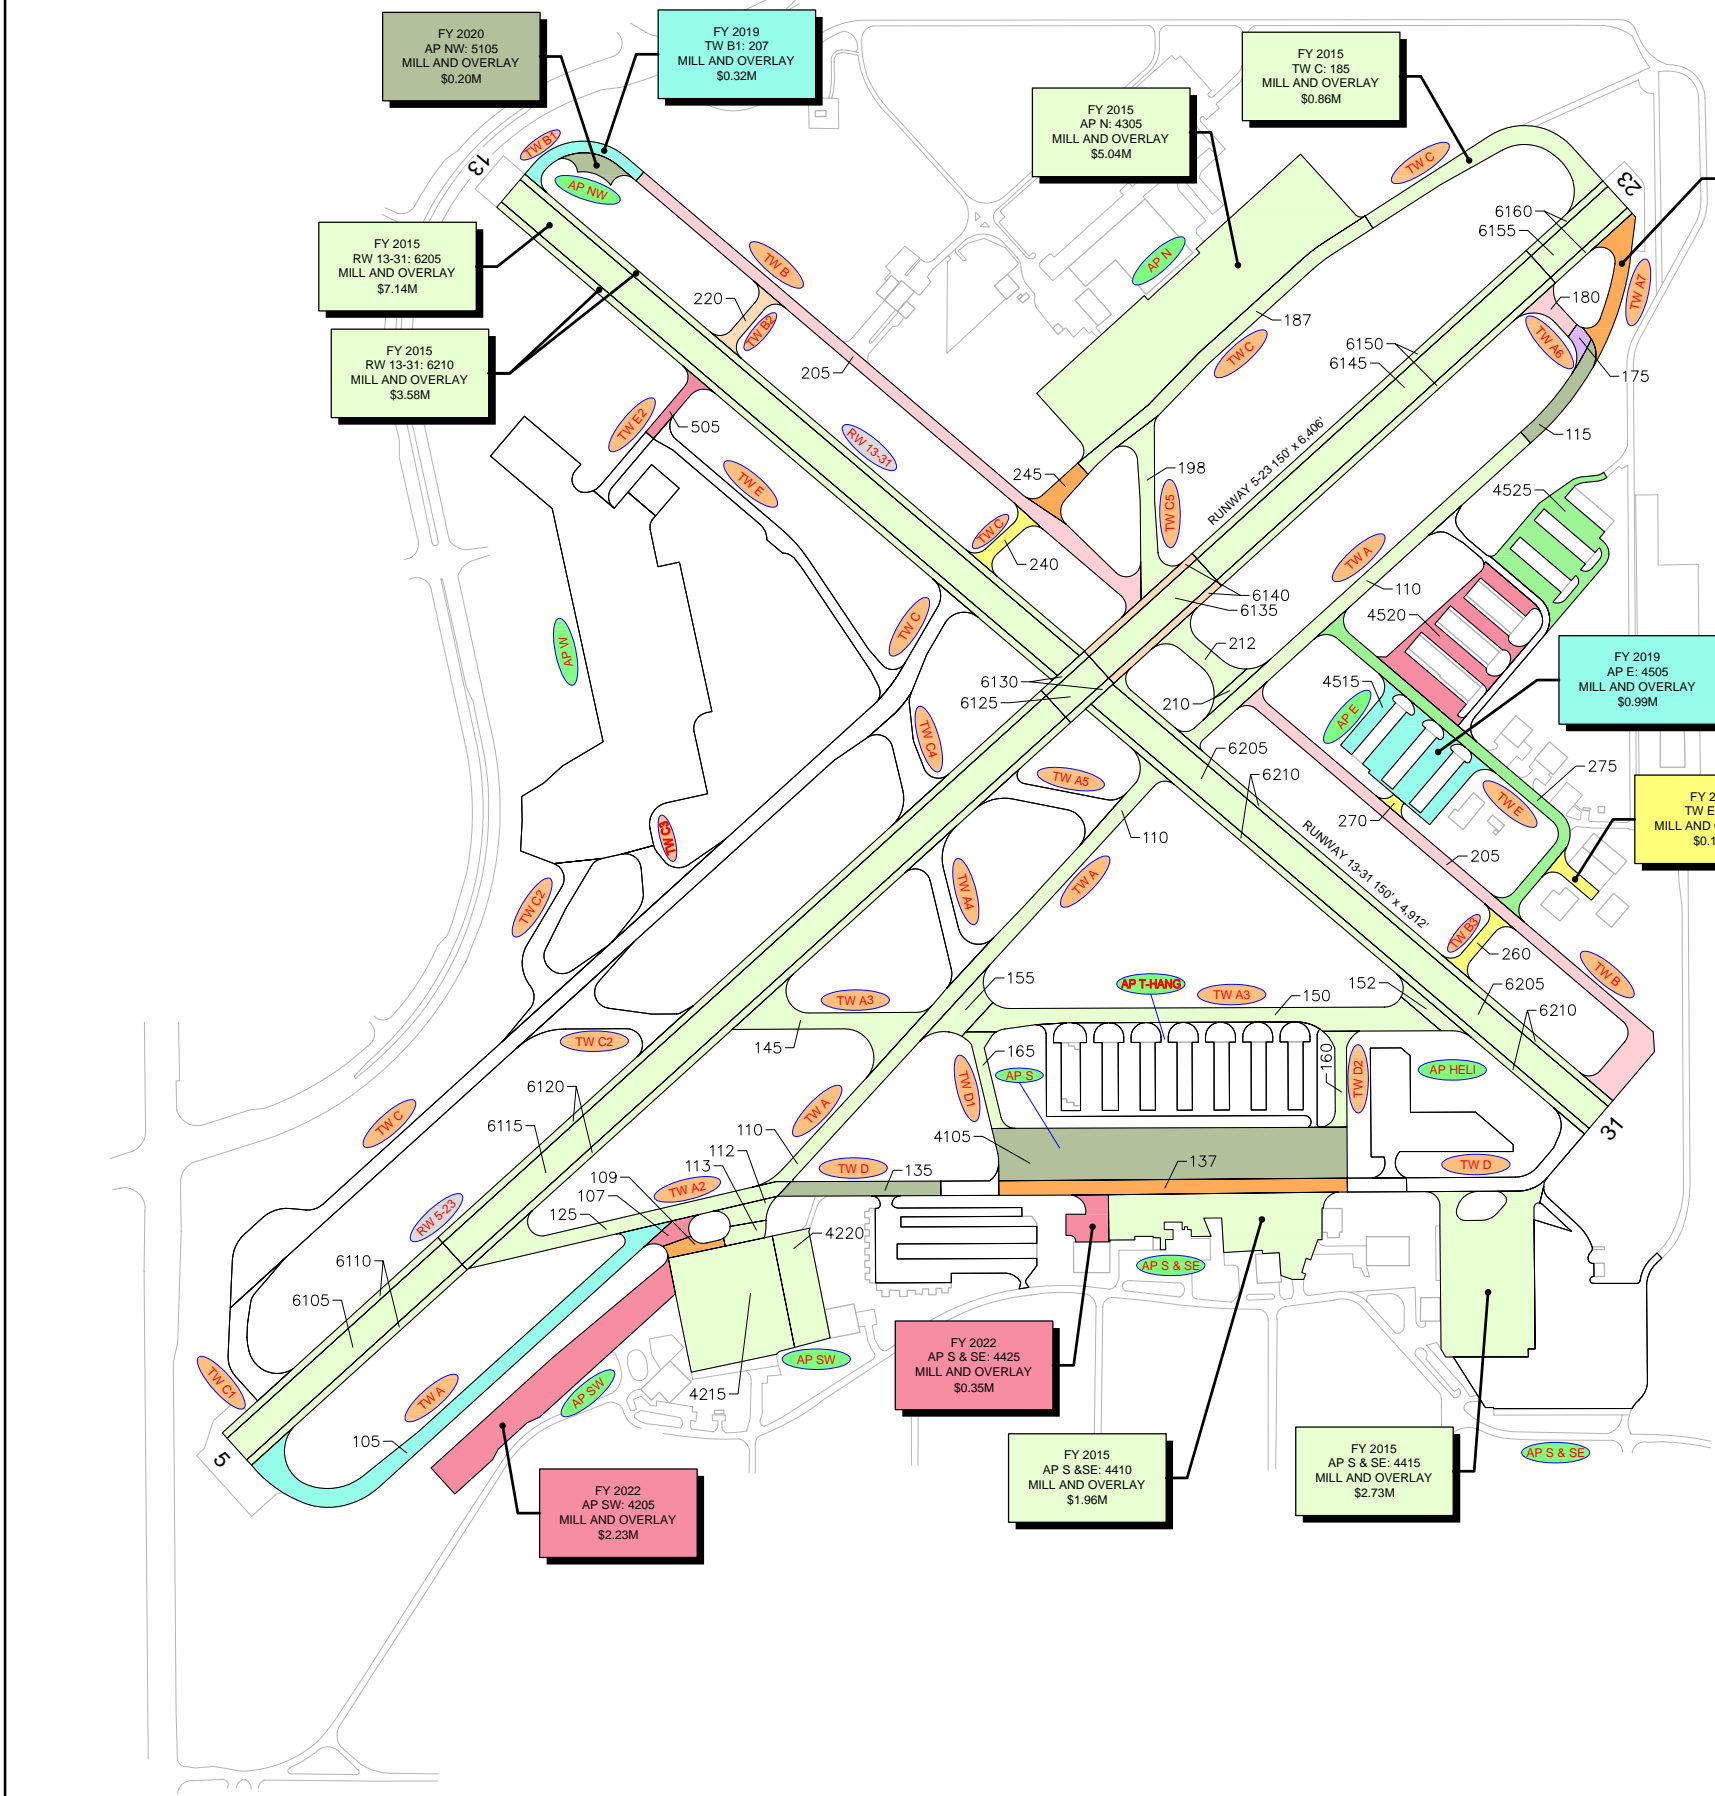 FY 2020
AP NW: 5105
MILL AND OVERLAY
$0.20M
FY 2019
TW B1: 207
MILL AND OVERLAY
$0.32M
FY 2015
TW C: 185
MILL AND OVERLAY
$0.86M
FY 2015
AP N: 4305
MILL AND OVERLAY
$5.04M
13
TW B1
AP NW
TW C
23
FY 2015
RW 13-31: 6205
MILL AND OVERLAY
$7.14M
TW B
AP N
6160
6155
TW A7
FY 2015
RW 13-31: 6210
MILL AND OVERLAY
$3.58M
220
TW B2
205
187
TW C
6150
6145
180
TW A6
175
TW E2
505
RW 13-31
TW E
115
245
198
TW C5
RUNWAY 5-23 150' x 6,406'
4525
TW C
240
TW A
110
6140
6135
4520
AP W
TW C
212
6130
6125
210
4515
AP E
FY 2019
AP E: 4505
MILL AND OVERLAY
$0.99M
TW C4
6205
6210
TW A5
275
TW E
270
TW C3
110
RUNWAY 13-31 150' x 4,912'
205
FY 2
TW E
MILL AND
$0.1
TW C2
TW A4
TW A
TW B3
260
TW B
155
AP T-HANG
TW A3
TW A3
150
152
6205
6210
145
TW C2
165
AP S
160
TW D2
AP HELI
TW D1
6120
6115
TW C
TW A
110
112
113
4105
31
109
107
TW A2
TW D
135
137
TW D
125
RW 5-23
4220
6110
6105
AP S & SE
FY 2022
AP S & SE: 4425
MILL AND OVERLAY
$0.35M
AP SW
4215
TW C1
TW A
AP SW
105
5
FY 2022
AP SW: 4205
MILL AND OVERLAY
$2.23M
FY 2015
AP S &SE: 4410
MILL AND OVERLAY
$1.96M
FY 2015
AP S & SE: 4415
MILL AND OVERLAY
$2.73M
AP S & SE